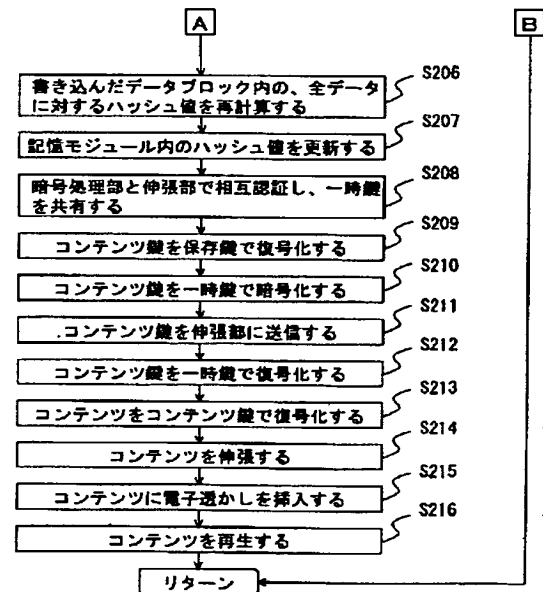 A
B
書き込んだデータブロック内の、全データ
に対するハッシュ値を再計算する
S206
記憶モジュール内のハッシュ値を更新する
S207
暗号処理部と伸張部で相互認証し、一時鍵
を共有する
S208
コンテンツ鍵を保存鍵で復号化する
S209
コンテンツ鍵を一時鍵で暗号化する
S210
.コンテンツ鍵を伸張部に送信する
S211
コンテンツ鍵を一時鍵で復号化する
S212
コンテンツをコンテンツ鍵で復号化する
S213
コンテンツを伸張する
S214
コンテンツに電子透かしを挿入する
S215
コンテンツを再生する
S216
リターン